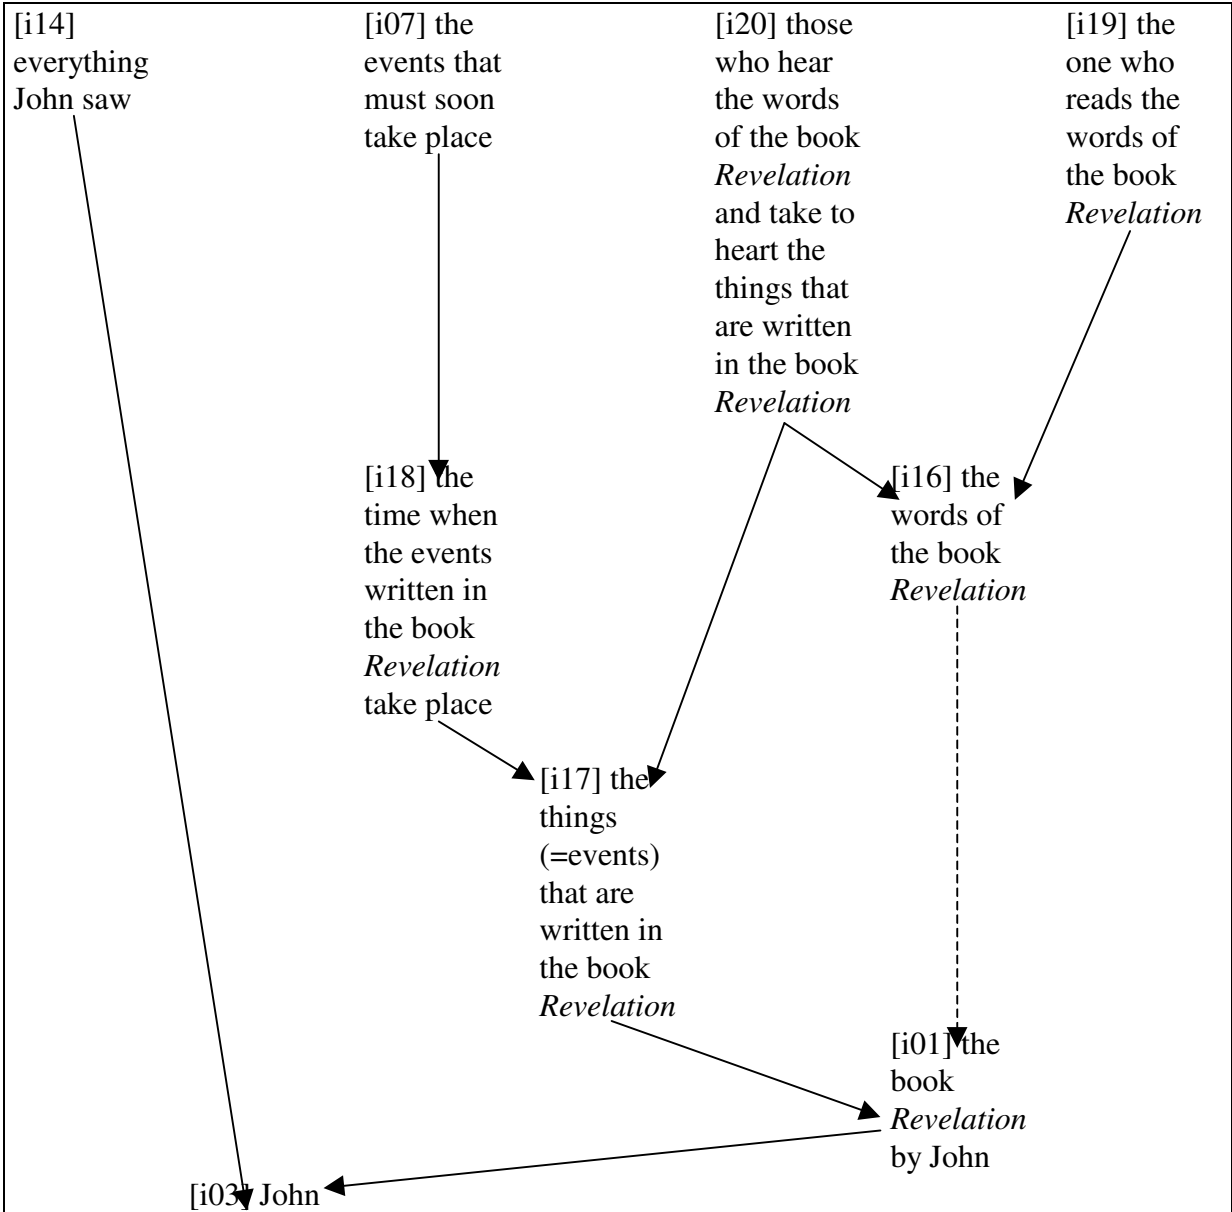 [i14]
everything
John saw
[i07] the
events that
must soon
take place
[i20] those
who hear
the words
of the book
Revelation
and take to
heart the
things that
are written
in the book
Revelation
[i19] the
one who
reads the
words of
the book
Revelation
[i18] the
time when
the events
written in
the book
Revelation
take place
[i16] the
words of
the book
Revelation
[i17] the
things
(=events)
that are
written in
the book
Revelation
[i01] the
book
Revelation
by John
[i03] John